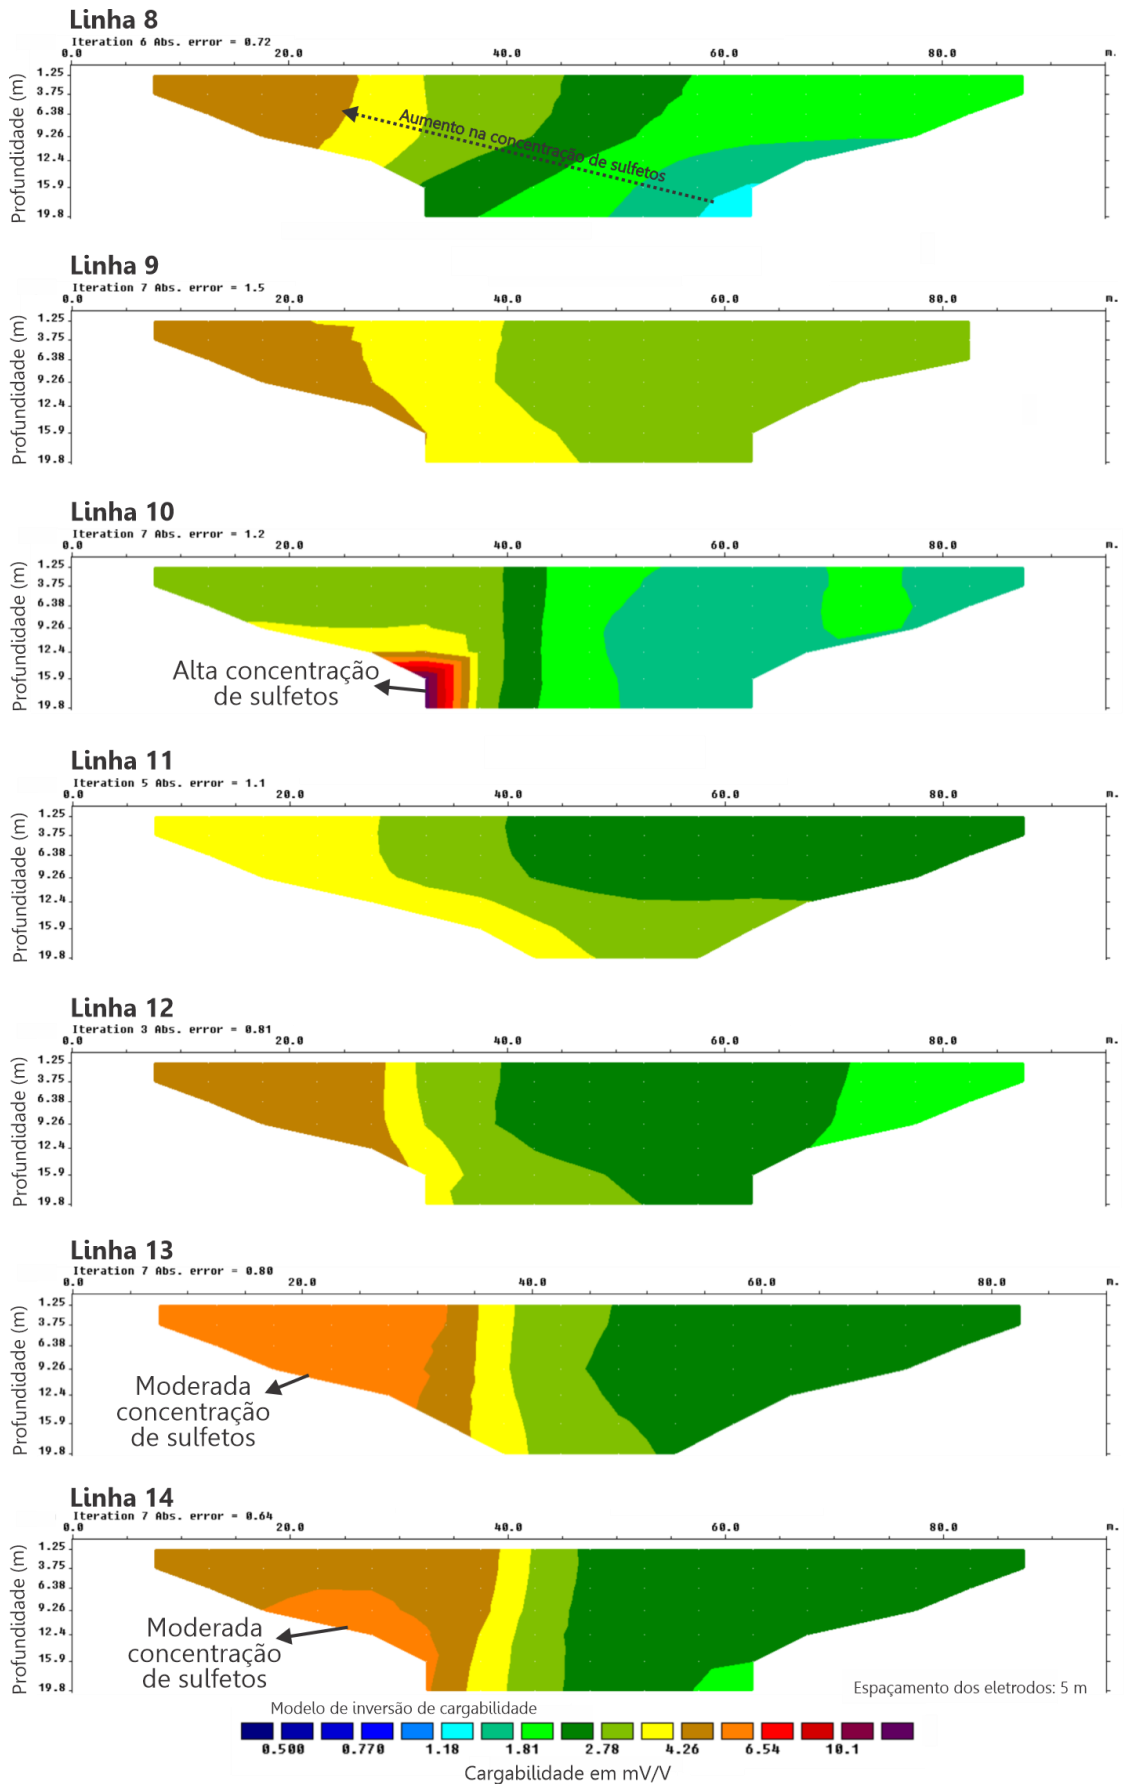 Linha 8
Iteration 6 Abs. error = 0.72
0.0 20.0 40.0 60.0 80.0 m.
Profundidade (m)
1.25
3.75
6.38
9.26
12.4
15.9
19.8
Aumento na concentração de sulfetos
Linha 9
Iteration 7 Abs. error = 1.5
0.0 20.0 40.0 60.0 80.0 m.
Profundidade (m)
1.25
3.75
6.38
9.26
12.4
15.9
19.8
Linha 10
Iteration 7 Abs. error = 1.2
0.0 20.0 40.0 60.0 80.0 m.
Profundidade (m)
1.25
3.75
6.38
9.26
12.4
15.9
19.8
Alta concentração
de sulfetos
Linha 11
Iteration 5 Abs. error = 1.1
0.0 20.0 40.0 60.0 80.0 m.
Profundidade (m)
1.25
3.75
6.38
9.26
12.4
15.9
19.8
Linha 12
Iteration 3 Abs. error = 0.81
0.0 20.0 40.0 60.0 80.0 m.
Profundidade (m)
1.25
3.75
6.38
9.26
12.4
15.9
19.8
Linha 13
Iteration 7 Abs. error = 0.80
0.0 20.0 40.0 60.0 80.0 m.
Profundidade (m)
1.25
3.75
6.38
9.26
12.4
15.9
19.8
Moderada
concentração
de sulfetos
Linha 14
Iteration 7 Abs. error = 0.64
0.0 20.0 40.0 60.0 80.0 m.
Profundidade (m)
1.25
3.75
6.38
9.26
12.4
15.9
19.8
Moderada
concentração
de sulfetos
Espaçamento dos eletrodos: 5 m
Modelo de inversão de cargabilidade
0.500 0.770 1.18 1.81 2.78 4.26 6.54 10.1
Cargabilidade em mV/V